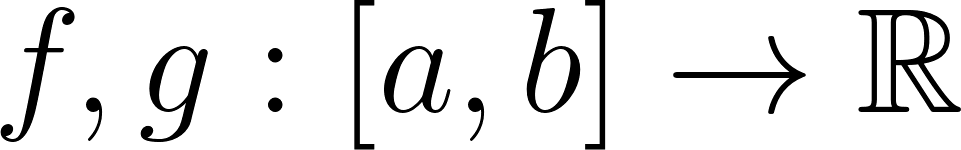 f, g : [a, b] → ℝ